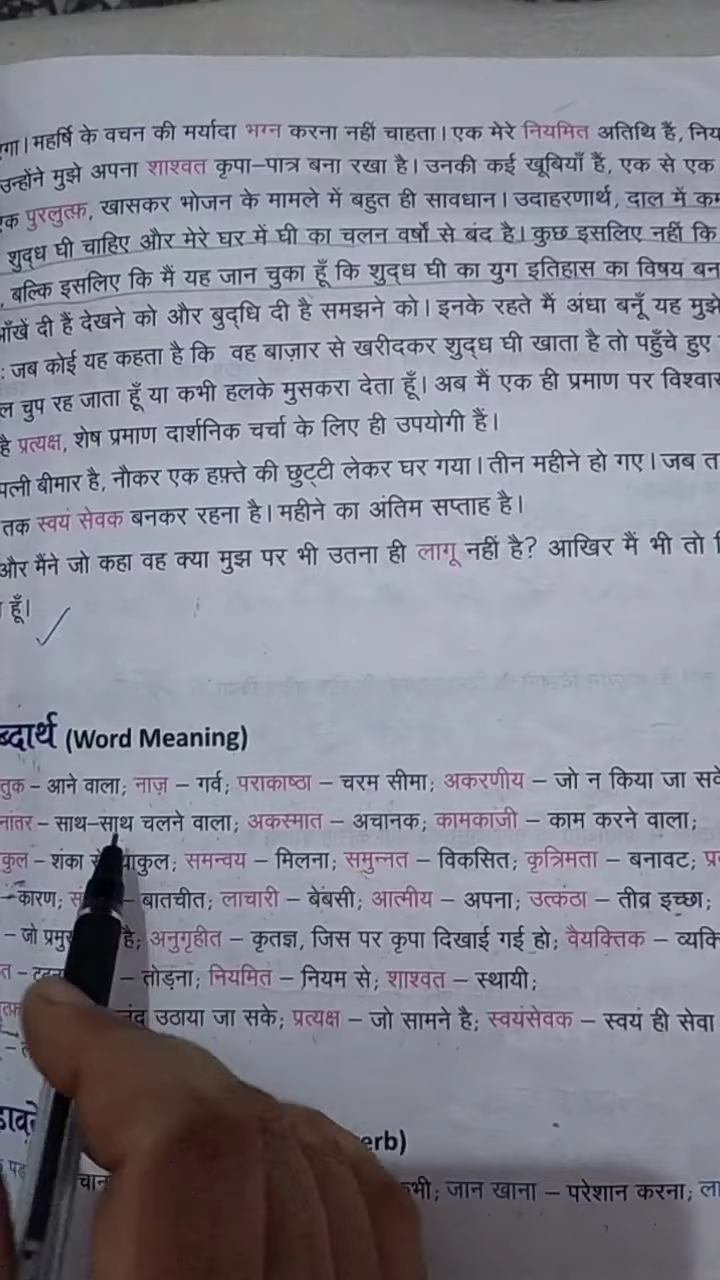 महर्षि के वचन की मर्यादा भग्न करना नहीं चाहता। एक मेरे नियमित अतिथि हैं,
उन्होंने मुझे अपना शाश्वत कृपा-पात्र बना रखा है। उनकी कई खूबियाँ हैं, एक से एक
पुरलुत्फ़, खासकर भोजन के मामले में बहुत ही सावधान। उदाहरणार्थ, दाल में
शुद्ध घी चाहिए और मेरे घर में घी का चलन वर्षों से बंद है। कुछ इसलिए नहीं कि
, बल्कि इसलिए कि मैं यह जान चुका हूँ कि शुद्ध घी का युग इतिहास का विषय बन
आँखें दी हैं देखने को और बुद्धि दी है समझने को। इनके रहते मैं अंधा बनूँ यह मुझे
: जब कोई यह कहता है कि वह बाज़ार से खरीदकर शुद्ध घी खाता है तो पहुँचे हुए
चुप रह जाता हूँ या कभी हलके मुसकरा देता हूँ। अब मैं एक ही प्रमाण पर विश्वास
है प्रत्यक्ष, शेष प्रमाण दार्शनिक चर्चा के लिए ही उपयोगी हैं।
पत्नी बीमार है, नौकर एक हफ़्ते की छुट्टी लेकर घर गया। तीन महीने हो गए। जब
तक स्वयं सेवक बनकर रहना है। महीने का अंतिम सप्ताह है।
और मैंने जो कहा वह क्या मुझ पर भी उतना ही लागू नहीं है? आखिर मैं भी तो
हूँ।
(Word Meaning)
– आने वाला; नाज़ – गर्व; पराकाष्ठा – चरम सीमा; अकरणीय – जो न किया जा सके
– साथ-साथ चलने वाला; अकस्मात – अचानक; कामकाजी – काम करने वाला;
– शंका से समन्वय – मिलना; समुन्नत – विकसित; कृत्रिमता – बनावट;
कारण; – बातचीत; लाचारी – बेबसी; आत्मीय – अपना; उत्कंठा – तीव्र इच्छा;
– जो है; अनुगृहीत – कृतज्ञ, जिस पर कृपा दिखाई गई हो; वैयक्तिक –
– तोड़ना; नियमित – नियम से; शाश्वत – स्थायी;
उठाया जा सके; प्रत्यक्ष – जो सामने है; स्वयंसेवक – स्वयं ही सेवा
जान खाना – परेशान करना;